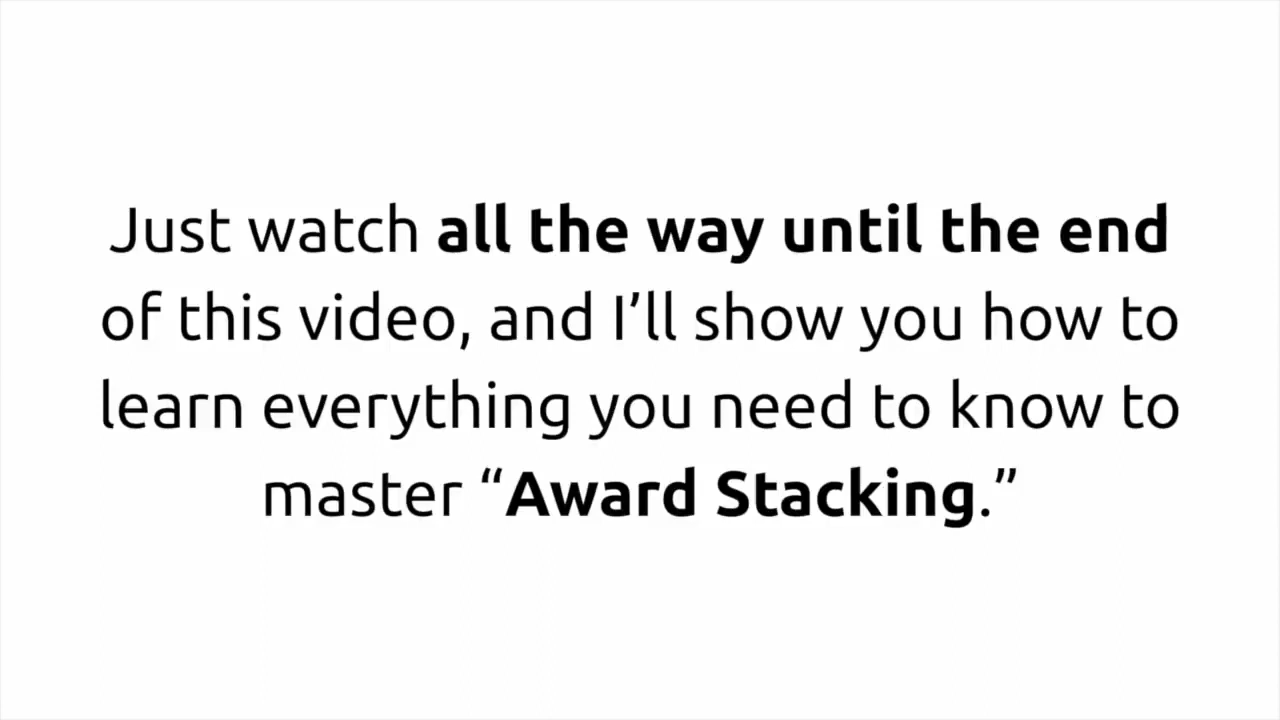 Just watch all the way until the end
of this video, and I’ll show you how to
learn everything you need to know to
master “Award Stacking.”